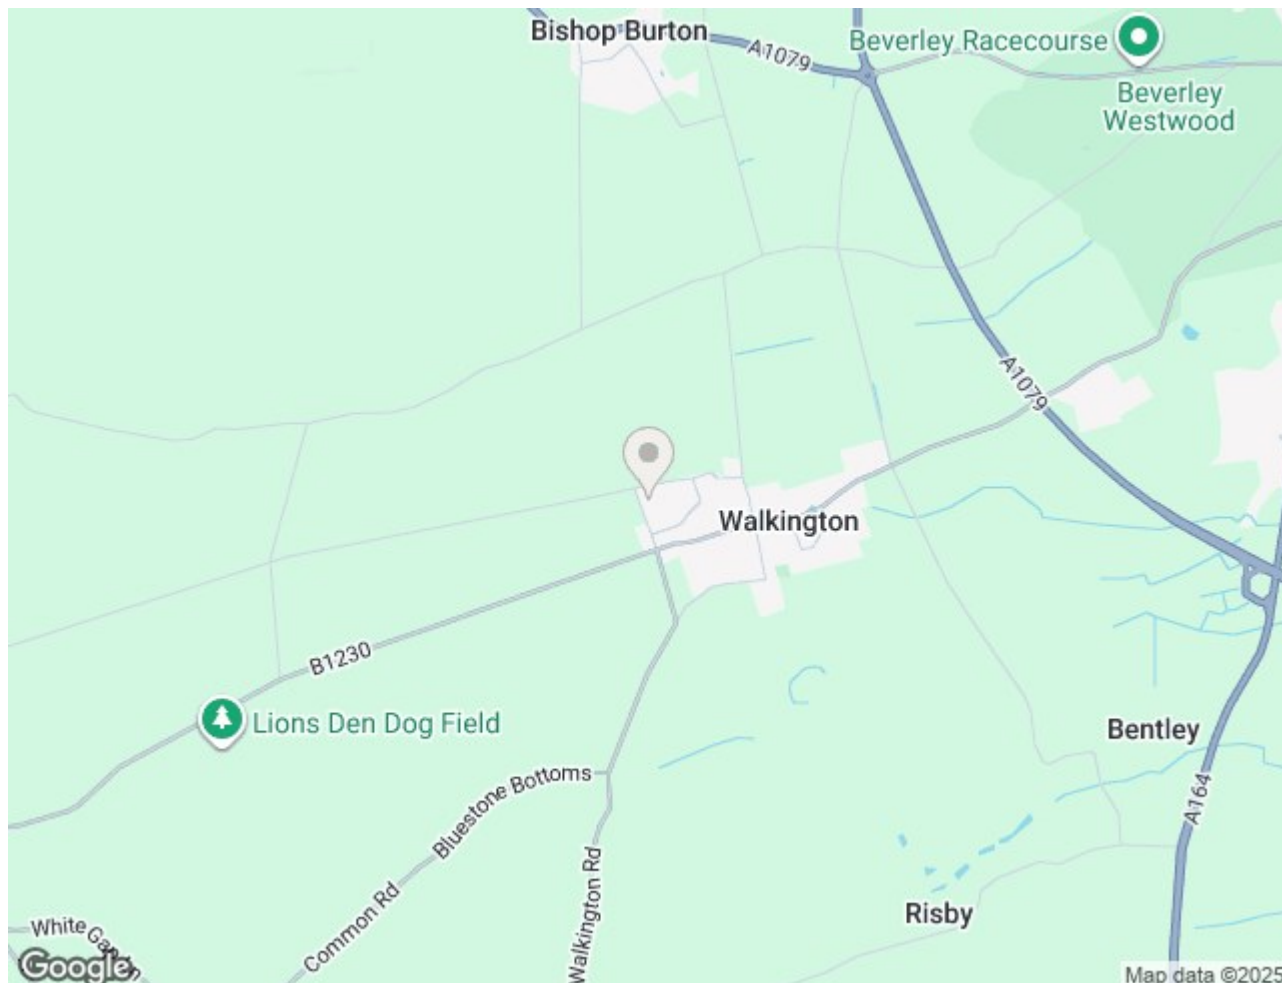 Bishop Burton
A1079
Beverley Racecourse
Beverley
Westwood
A1079
Walkington
B1230
Lions Den Dog Field
Bentley
Bluestone Bottoms
A164
Common Rd
Walkington Rd
Risby
White Gap
Google
Map data ©2025